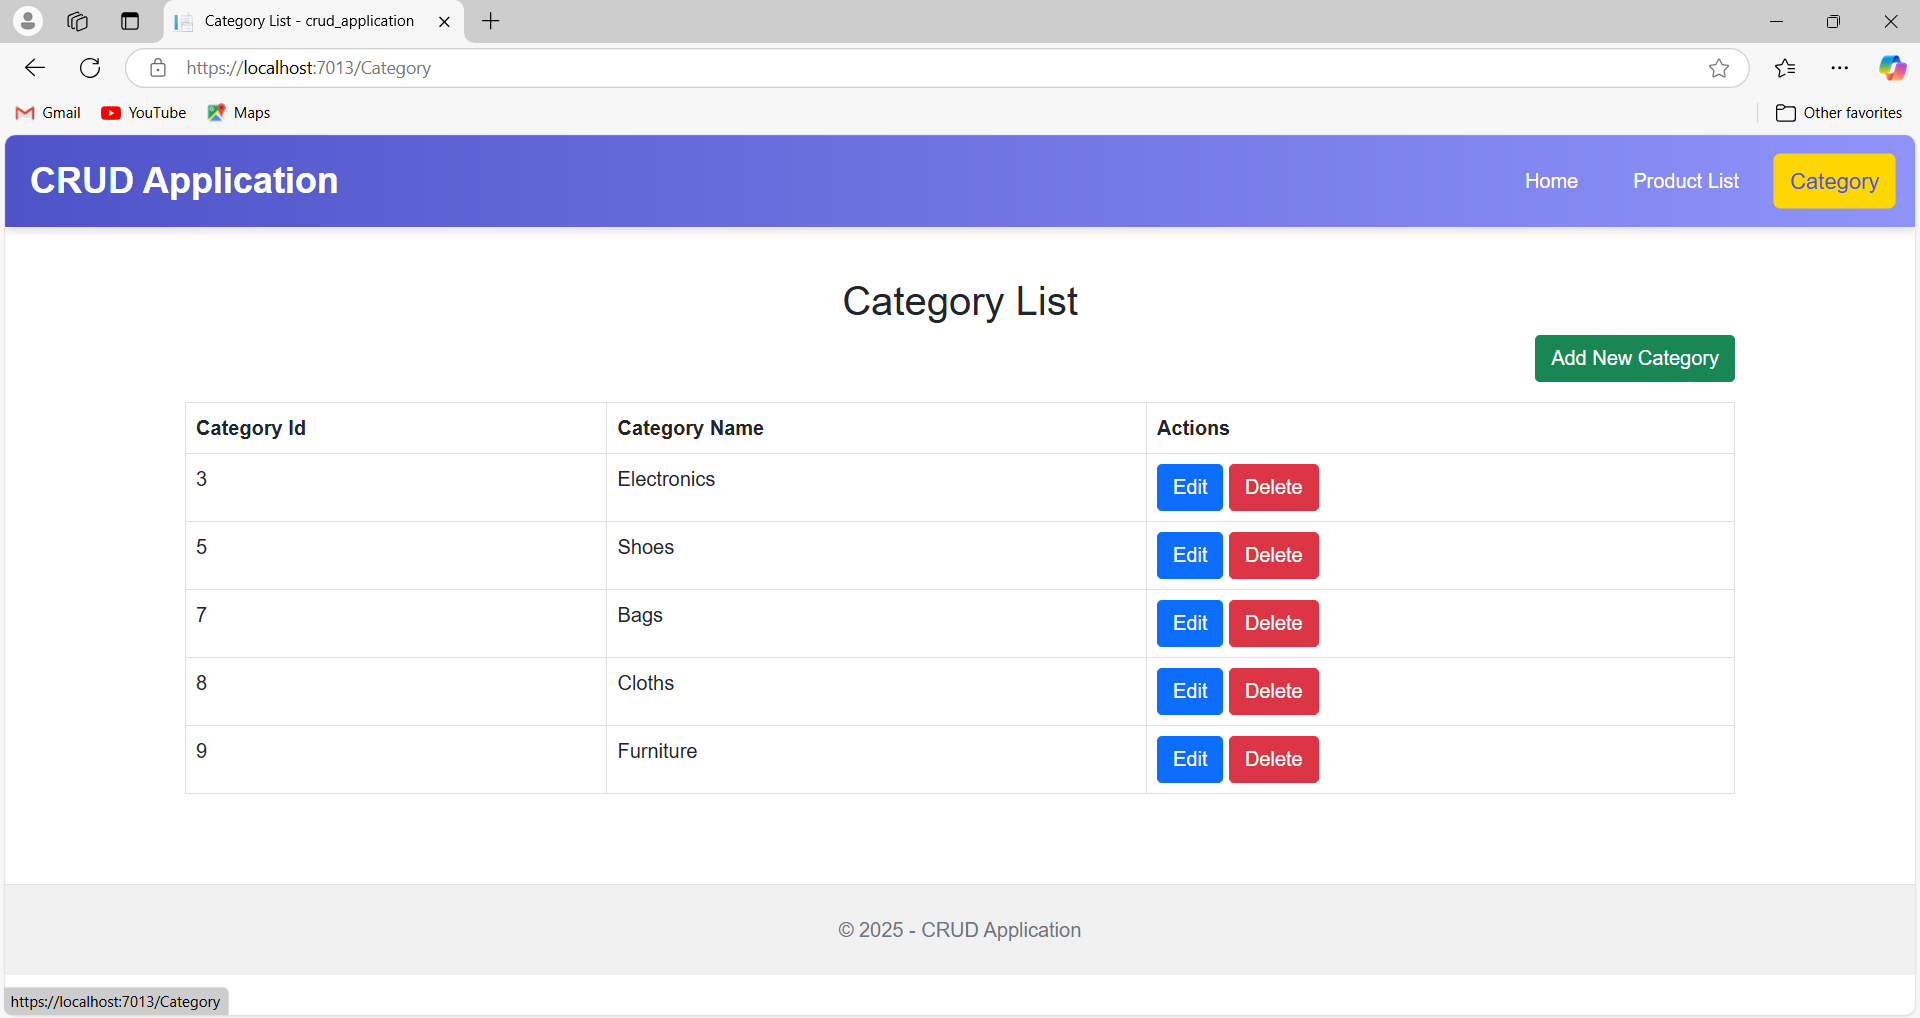 Category List - crud_application
https://localhost:7013/Category
Gmail YouTube Maps Other favorites
CRUD Application Home Product List Category
Category List
Add New Category
Category Id Category Name Actions
3 Electronics Edit Delete
5 Shoes Edit Delete
7 Bags Edit Delete
8 Cloths Edit Delete
9 Furniture Edit Delete
© 2025 - CRUD Application
https://localhost:7013/Category